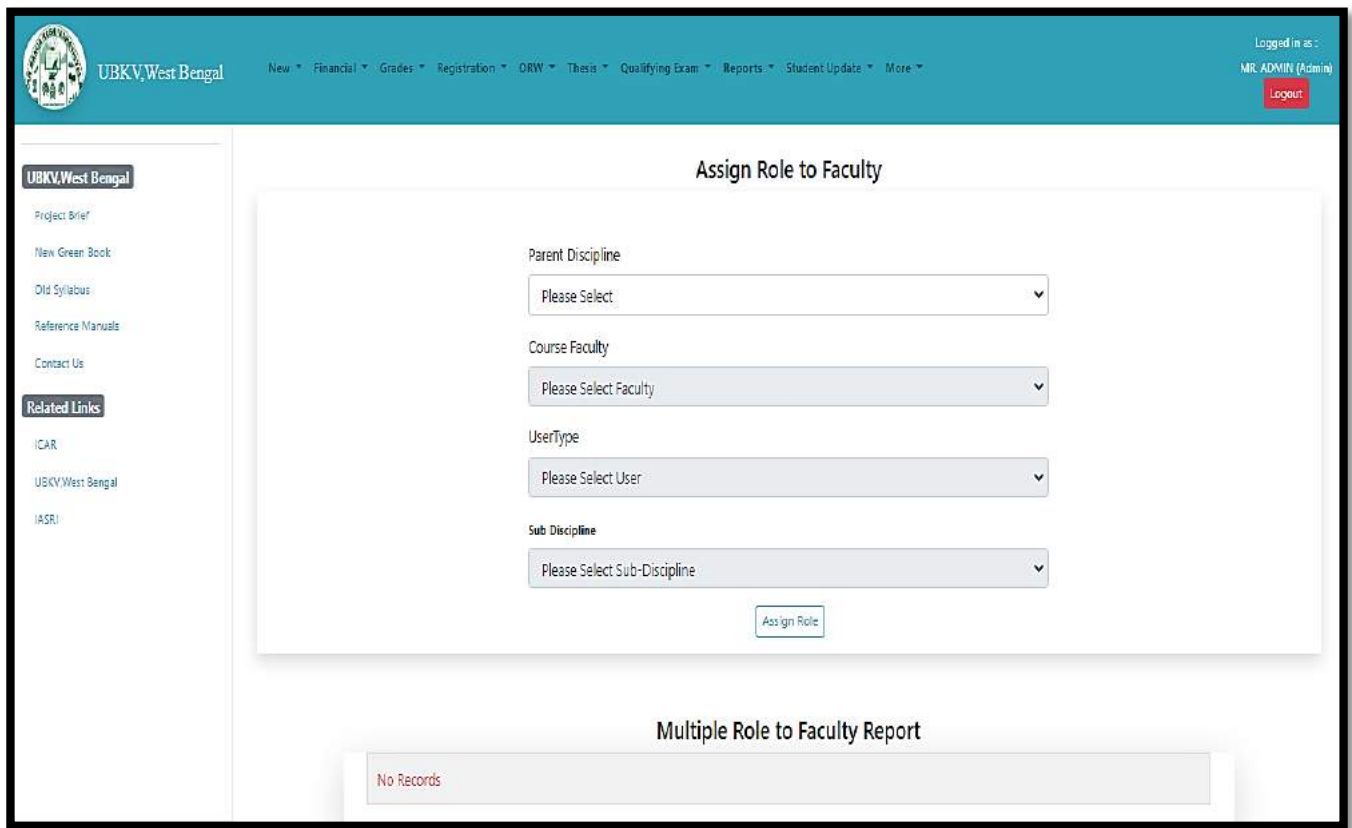 UBKV,West Bengal
New Financial Grades Registration ORW Thesis Qualifying Exam Reports Student Update More
Logged in as :
MR. ADMIN (Admin)
Logout
UBKV,West Bengal
Project Brief
New Green Book
Old Syllabus
Reference Manuals
Contact Us
Related Links
ICAR
UBKV,West Bengal
IASRI
Assign Role to Faculty
Parent Discipline
Please Select
Course Faculty
Please Select Faculty
UserType
Please Select User
Sub Discipline
Please Select Sub-Discipline
Assign Role
Multiple Role to Faculty Report
No Records